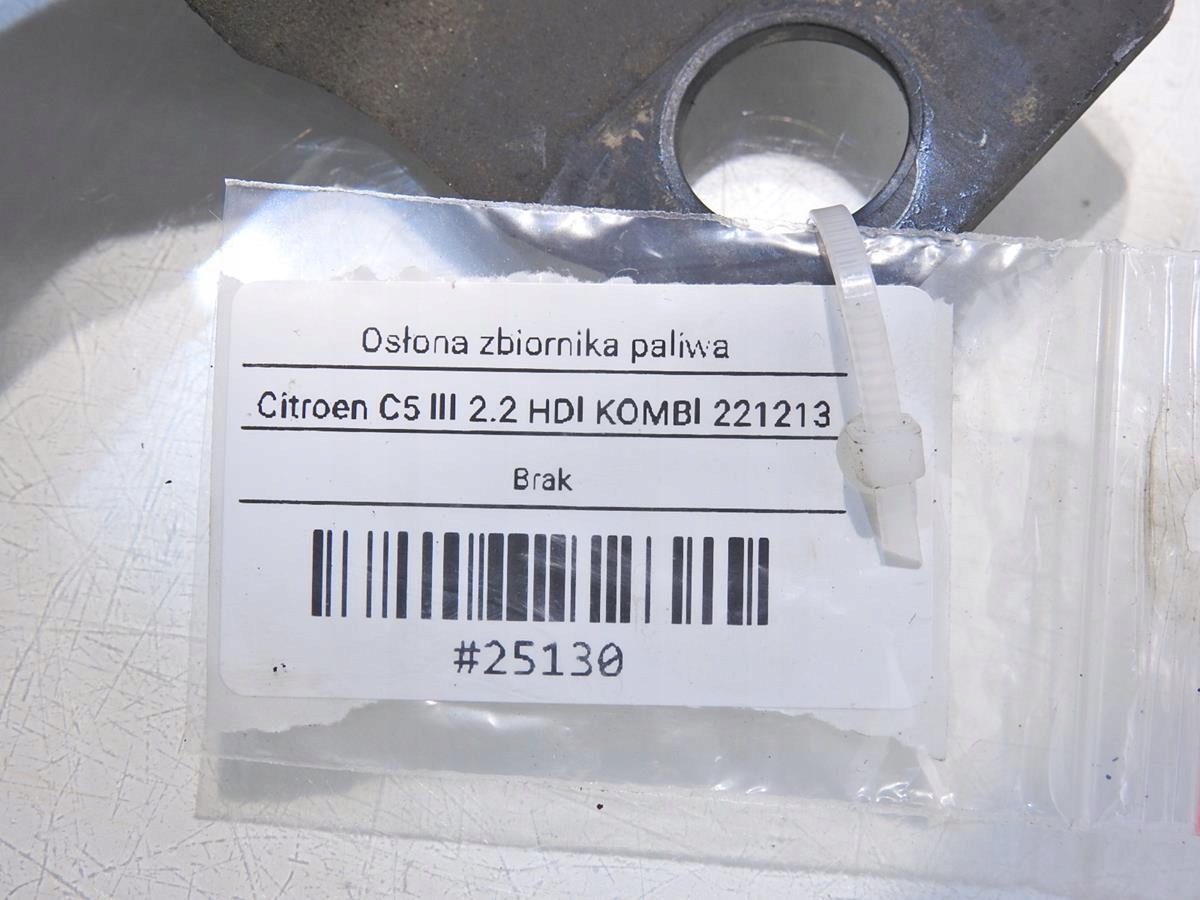 Osłona zbiornika paliwa
Citroen C5 III 2.2 HDI KOMBI 221213
Brak
#25130